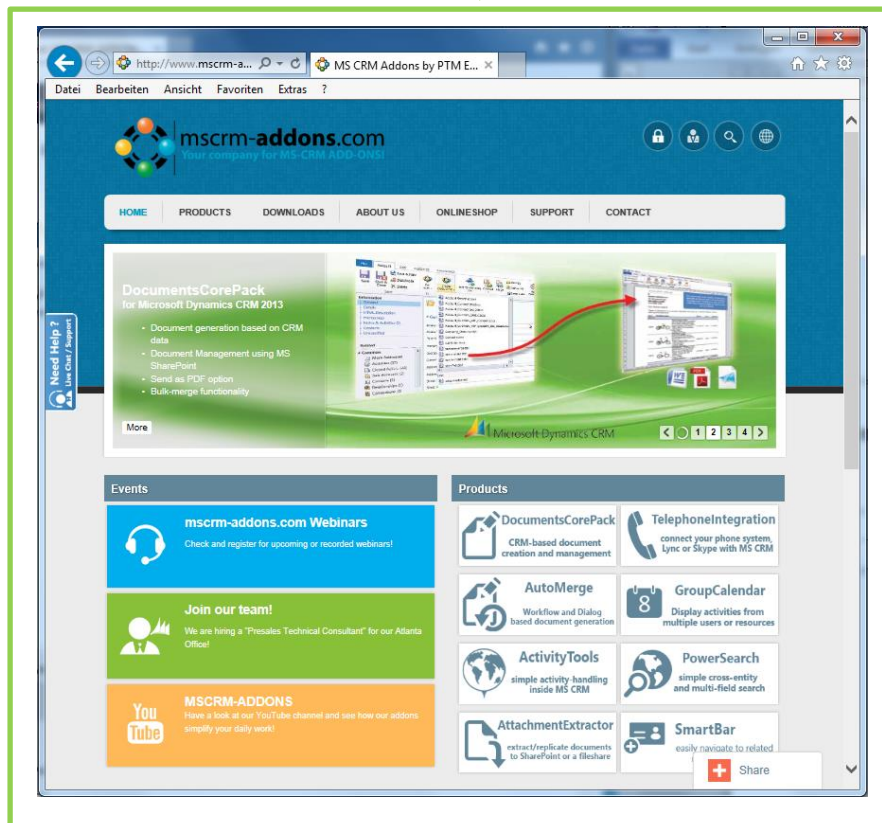 http://www.mscrm-a...
MS CRM Addons by PTM E...
Datei Bearbeiten Ansicht Favoriten Extras ?
mscrm-addons.com
Your company for MS-CRM ADD-ONS!
HOME PRODUCTS DOWNLOADS ABOUT US ONLINESHOP SUPPORT CONTACT
DocumentsCorePack
for Microsoft Dynamics CRM 2013
• Document generation based on CRM
data
• Document Management using MS
SharePoint
• Send as PDF option
• Bulk-merge functionality
More
Microsoft Dynamics CRM
1 2 3 4
Need Help ?
Live Chat / Support
Events
mscrm-addons.com Webinars
Check and register for upcoming or recorded webinars!
Join our team!
We are hiring a "Presales Technical Consultant" for our Atlanta
Office!
You
Tube
MSCRM-ADDONS
Have a look at our YouTube channel and see how our addons
simplify your daily work!
Products
DocumentsCorePack
CRM-based document
creation and management
TelephoneIntegration
connect your phone system,
Lync or Skype with MS CRM
AutoMerge
Workflow and Dialog
based document generation
8
GroupCalendar
Display activities from
multiple users or resources
ActivityTools
simple activity-handling
inside MS CRM
PowerSearch
simple cross-entity
and multi-field search
AttachmentExtractor
extract/replicate documents
to SharePoint or a fileshare
SmartBar
easily navigate to related
Share